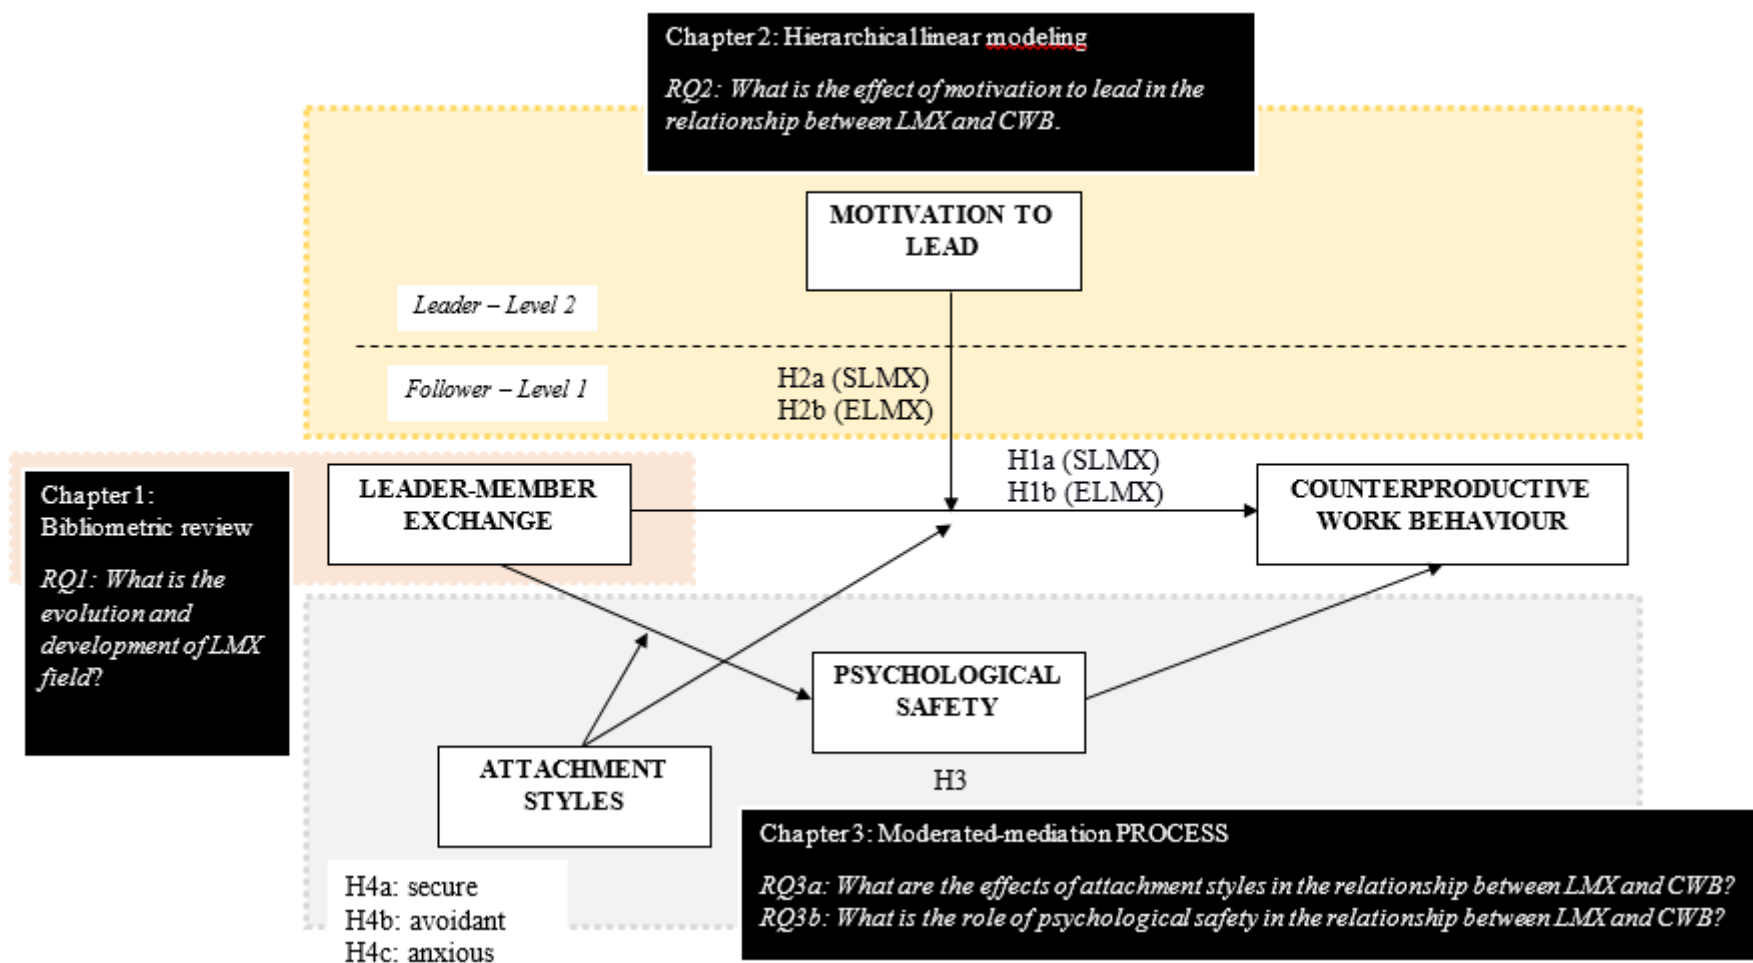 Chapter 2: Hierarchical linear modeling
RQ2: What is the effect of motivation to lead in the
relationship between LMX and CWB.
MOTIVATION TO
LEAD
Leader – Level 2
Follower – Level 1
H2a (SLMX)
H2b (ELMX)
Chapter 1:
Bibliometric review
RQ1: What is the
evolution and
development of LMX
field?
LEADER-MEMBER
EXCHANGE
H1a (SLMX)
H1b (ELMX)
COUNTERPRODUCTIVE
WORK BEHAVIOUR
PSYCHOLOGICAL
SAFETY
H3
ATTACHMENT
STYLES
H4a: secure
H4b: avoidant
H4c: anxious
Chapter 3: Moderated-mediation PROCESS
RQ3a: What are the effects of attachment styles in the relationship between LMX and CWB?
RQ3b: What is the role of psychological safety in the relationship between LMX and CWB?